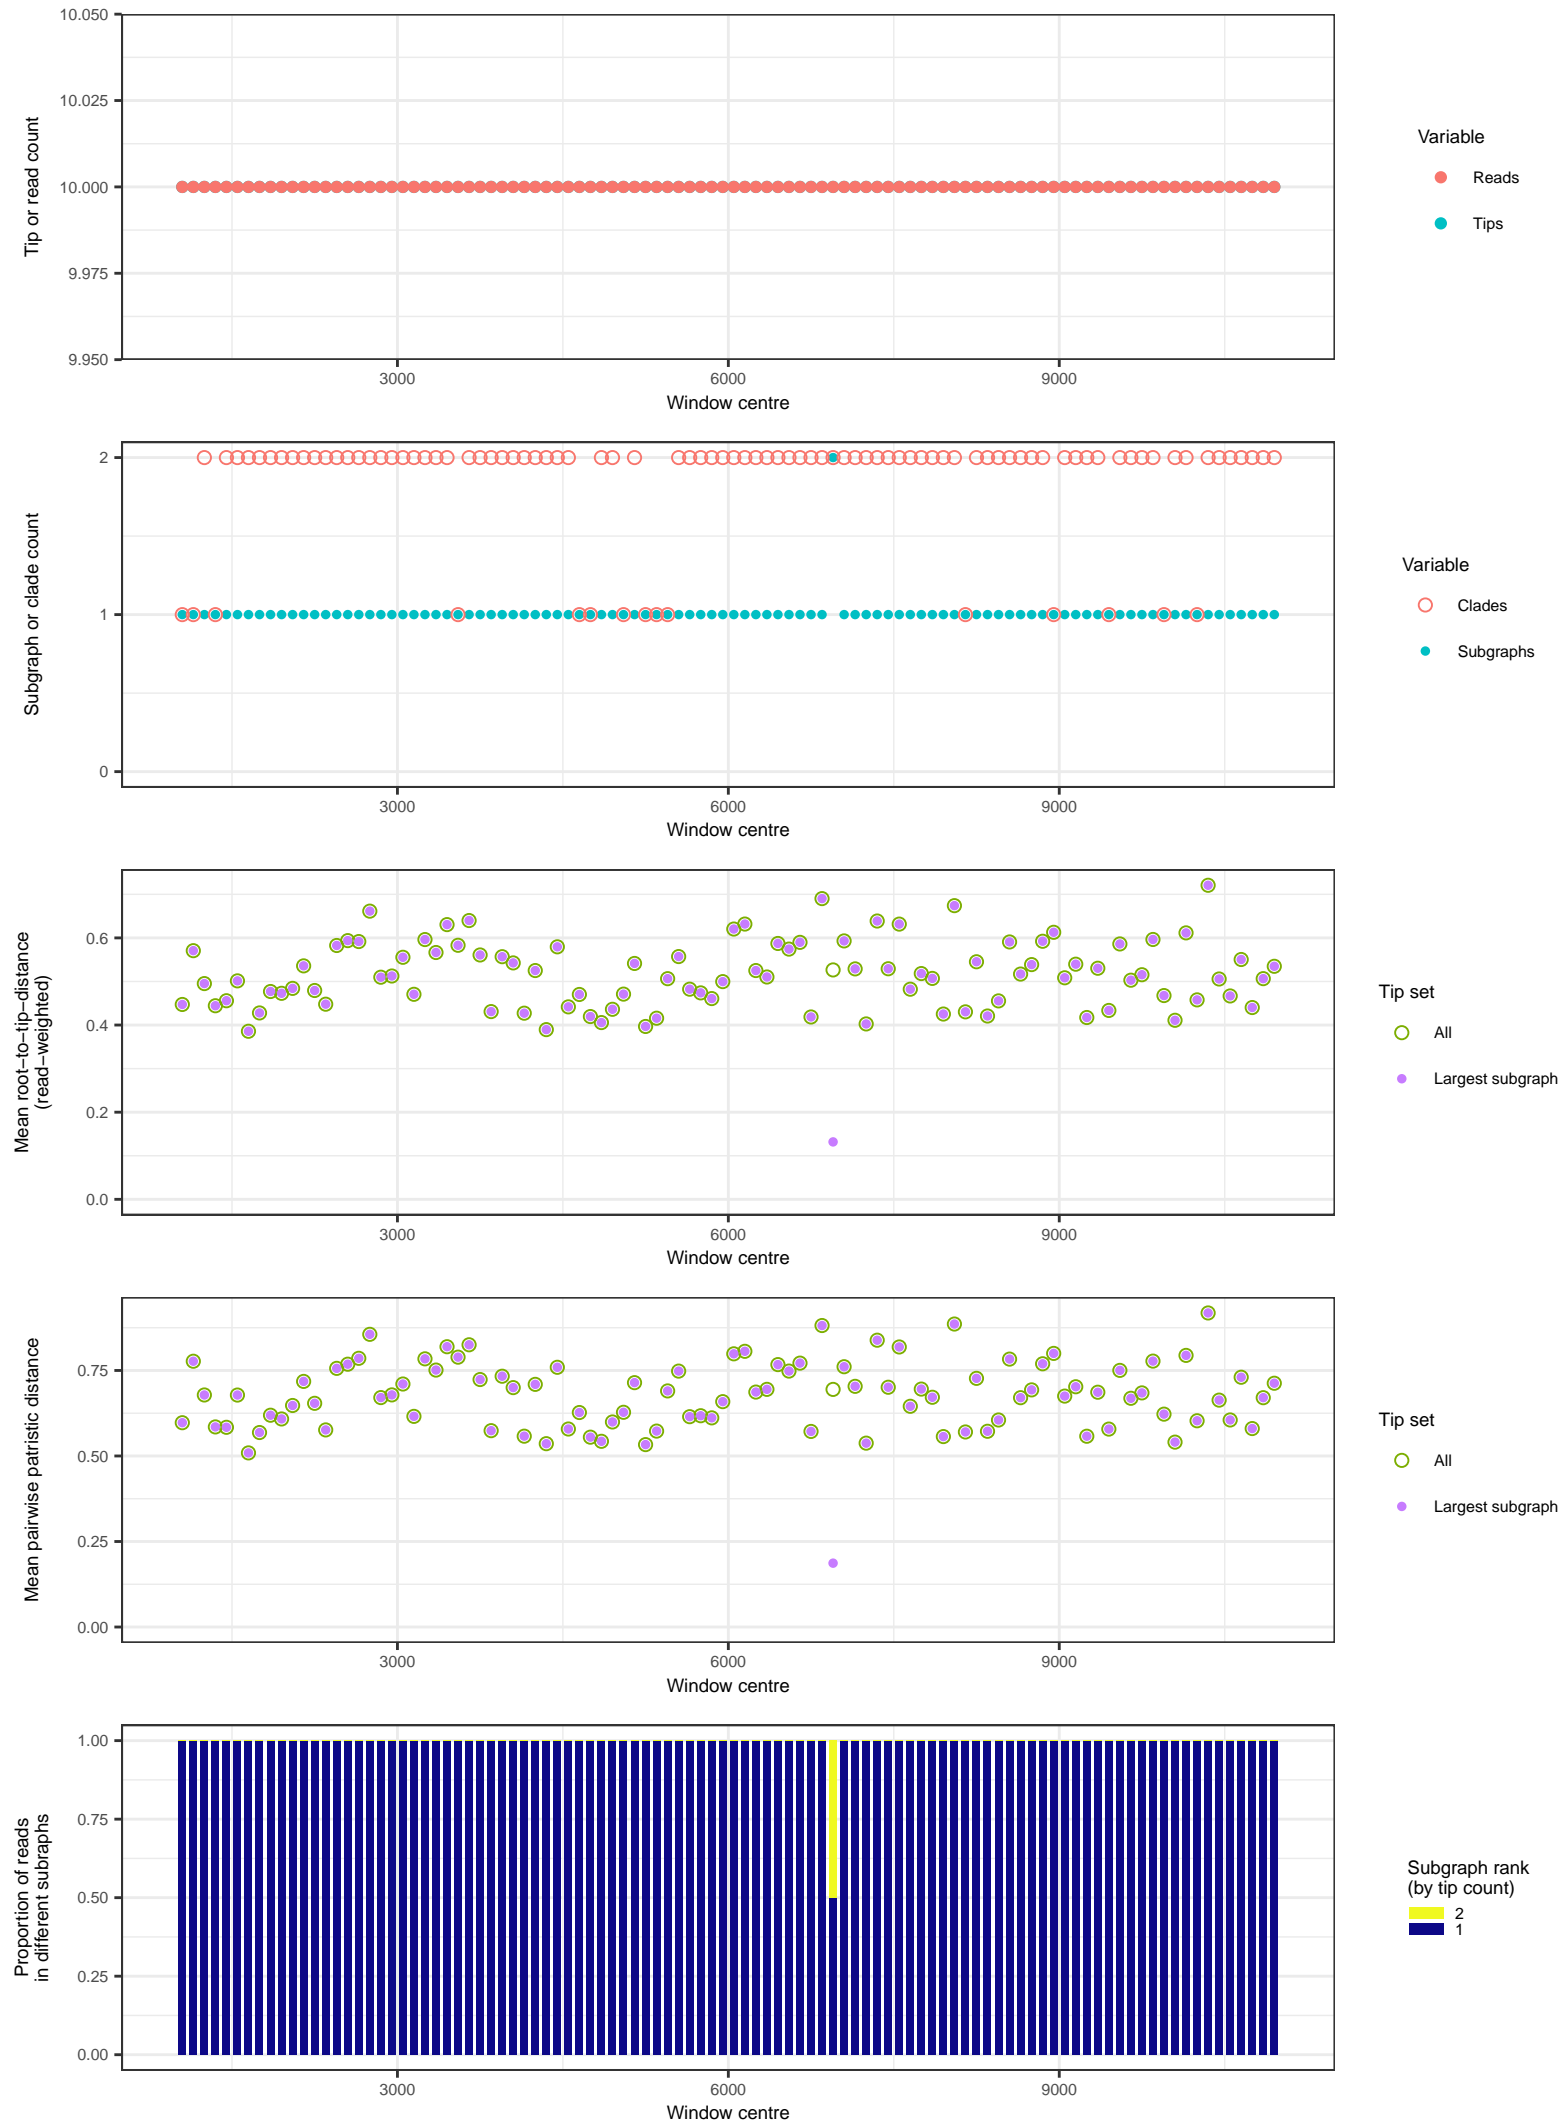 10.050
10.025
10.000
9.975
9.950
Tip or read count
3000 6000 9000
Window centre
Variable
Reads
Tips
2
1
0
Subgraph or clade count
3000 6000 9000
Window centre
Variable
Clades
Subgraphs
0.6
0.4
0.2
0.0
Mean root−to−tip−distance
(read−weighted)
3000 6000 9000
Window centre
Tip set
All
Largest subgraph
0.75
0.50
0.25
0.00
Mean pairwise patristic distance
3000 6000 9000
Window centre
Tip set
All
Largest subgraph
1.00
0.75
0.50
0.25
0.00
Proportion of reads
in different subraphs
3000 6000 9000
Window centre
Subgraph rank
(by tip count)
2
1